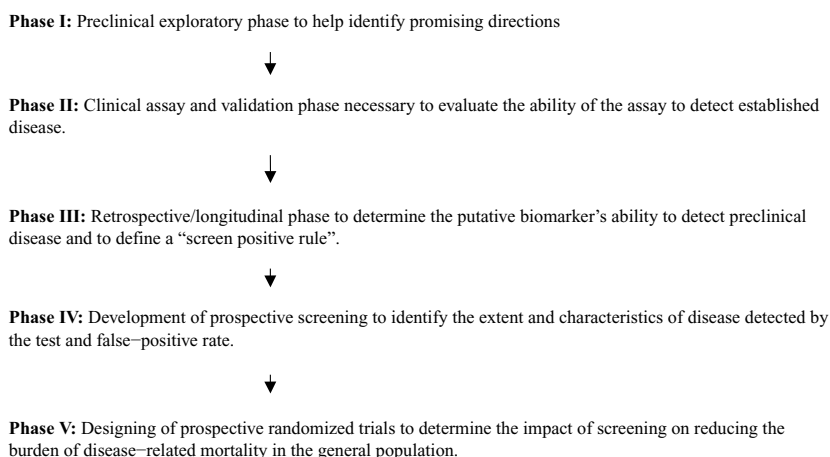 Phase I: Preclinical exploratory phase to help identify promising directions
Phase II: Clinical assay and validation phase necessary to evaluate the ability of the assay to detect established
disease.
Phase III: Retrospective/longitudinal phase to determine the putative biomarker’s ability to detect preclinical
disease and to define a “screen positive rule”.
Phase IV: Development of prospective screening to identify the extent and characteristics of disease detected by
the test and false−positive rate.
Phase V: Designing of prospective randomized trials to determine the impact of screening on reducing the
burden of disease−related mortality in the general population.